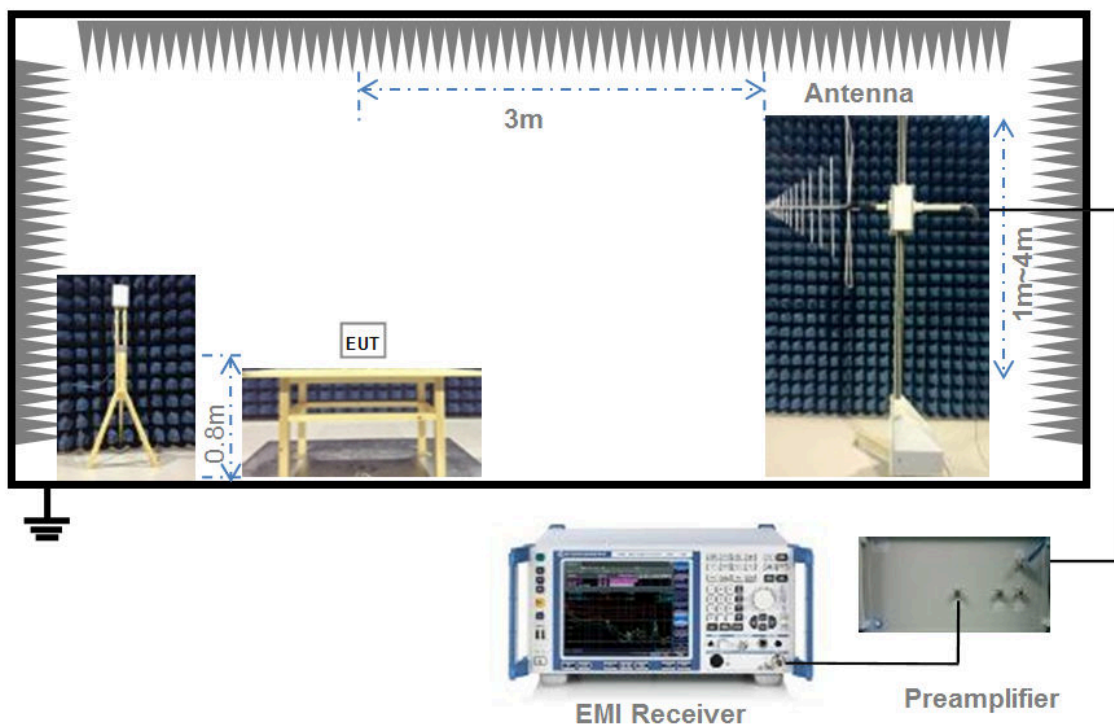 3m
Antenna
1m~4m
EUT
0.8m
EMI Receiver
Preamplifier